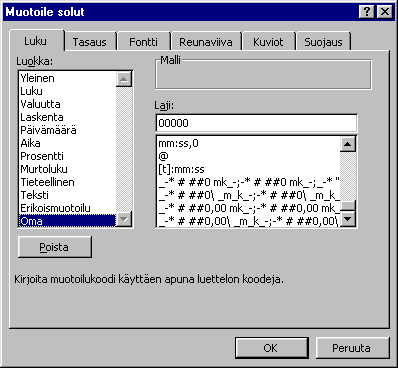 Muotoile solut
Luku Tasaus Fontti Reunaviiva Kuviot Suojaus
Luokka:
Yleinen
Luku
Valuutta
Laskenta
Päivämäärä
Aika
Prosentti
Murtoluku
Tieteellinen
Teksti
Erikoismuotoilu
Oma
Malli
Laji:
00000
mm:ss,0
@
[t]:mm:ss
_-* # ##0 mk_-;-* # ##0 mk_-;_-* "
_-* # ##0\ _m_k_-;-* # ##0\ _m_k_
_-* # ##0,00 mk_-;-* # ##0,00 mk_
_-* # ##0,00\ _m_k_-;-* # ##0,00\
Poista
Kirjoita muotoilukoodi käyttäen apuna luettelon koodeja.
OK Peruuta